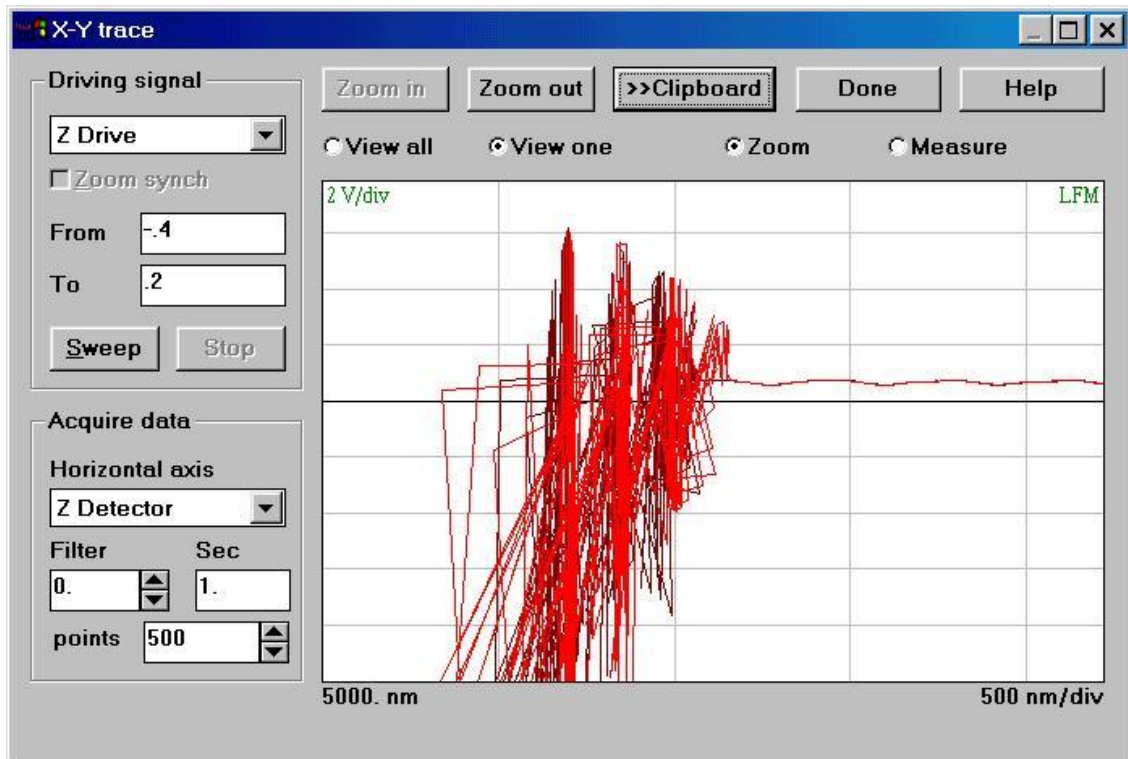 X-Y trace
Driving signal
Z Drive
Zoom synch
From -.4
To .2
Sweep Stop
Acquire data
Horizontal axis
Z Detector
Filter Sec
0. 1.
points 500
Zoom in Zoom out >>Clipboard Done Help
View all View one Zoom Measure
2 V/div LFM
5000. nm 500 nm/div